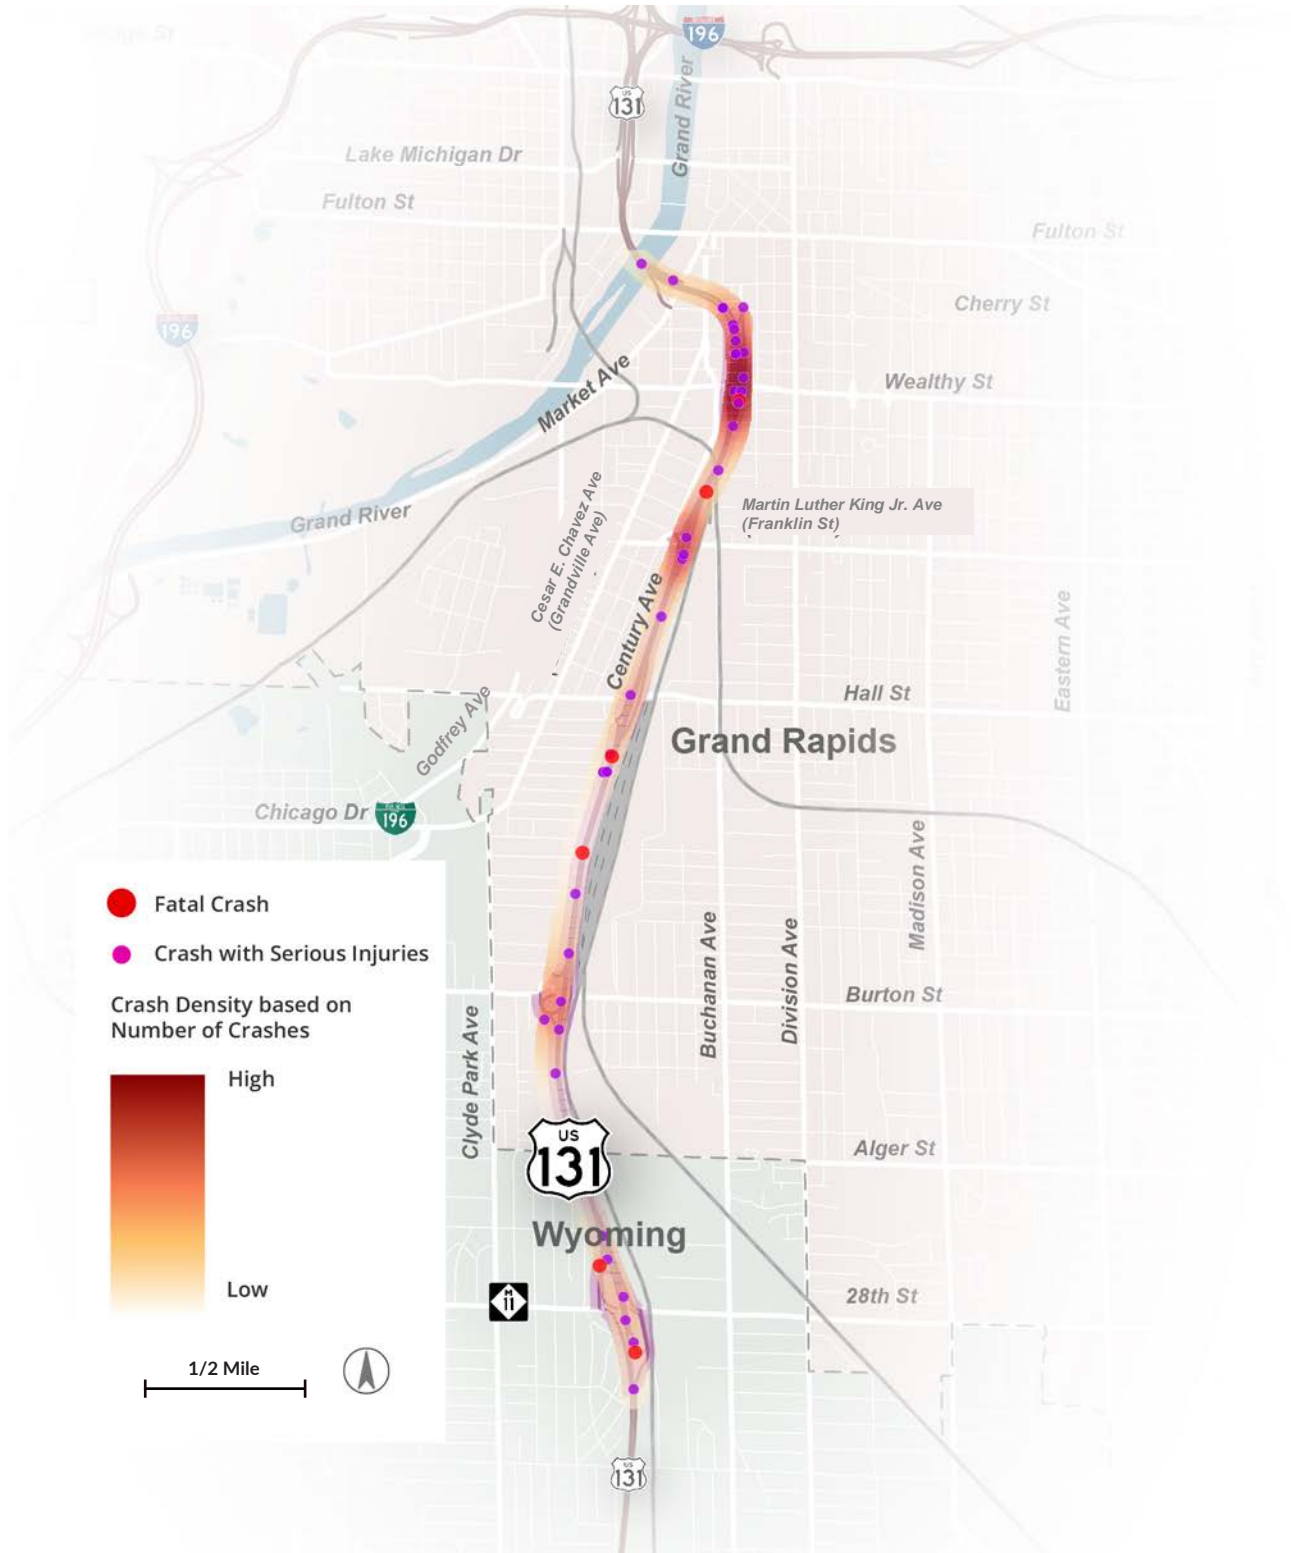 196
US
131
Grand River
Lake Michigan Dr
Fulton St
Fulton St
Cherry St
196
Wealthy St
Market Ave
Martin Luther King Jr. Ave
(Franklin St)
Grand River
Cesar E. Chavez Ave
(Grandville Ave)
Century Ave
Eastern Ave
Hall St
Godfrey Ave
Grand Rapids
Chicago Dr
196
Madison Ave
Fatal Crash
Crash with Serious Injuries
Buchanan Ave
Division Ave
Burton St
Crash Density based on
Number of Crashes
Clyde Park Ave
High
US
131
Alger St
Wyoming
Low
M
11
28th St
1/2 Mile
US
131